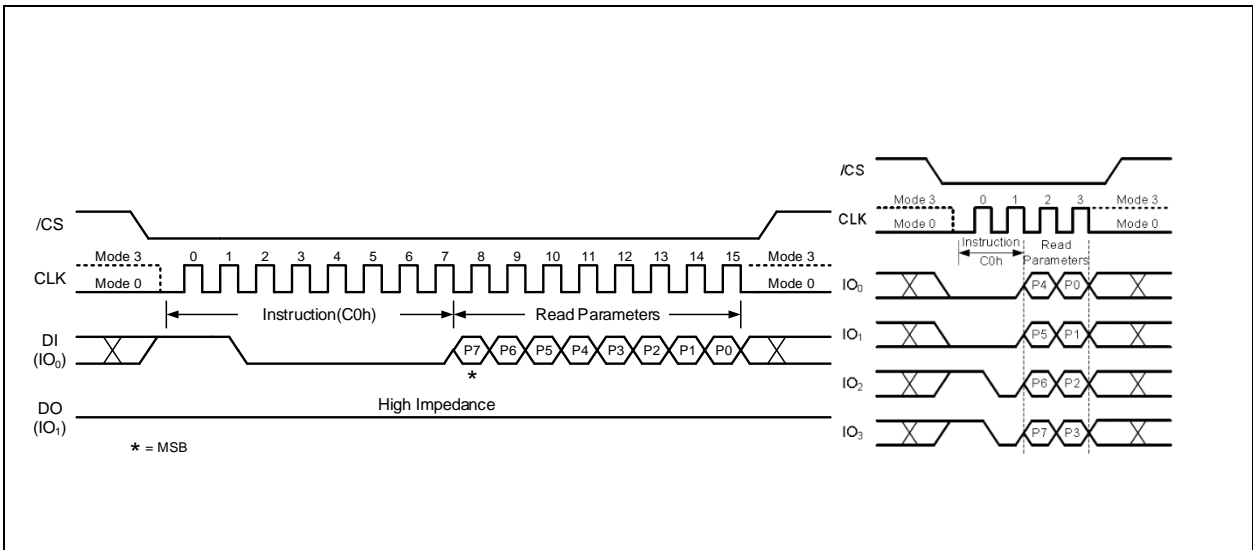 /CS
Mode 3 0 1 2 3 4 5 6 7 8 9 10 11 12 13 14 15 Mode 3
CLK
Mode 0 Mode 0
Instruction(C0h) Read Parameters
DI
(IO₀)
P7 P6 P5 P4 P3 P2 P1 P0
*
High Impedance
DO
(IO₁)
* = MSB
/CS
Mode 3 0 1 2 3 Mode 3
CLK
Mode 0 Mode 0
Instruction Read
C0h Parameters
IO₀ P4 P0
IO₁ P5 P1
IO₂ P6 P2
IO₃ P7 P3